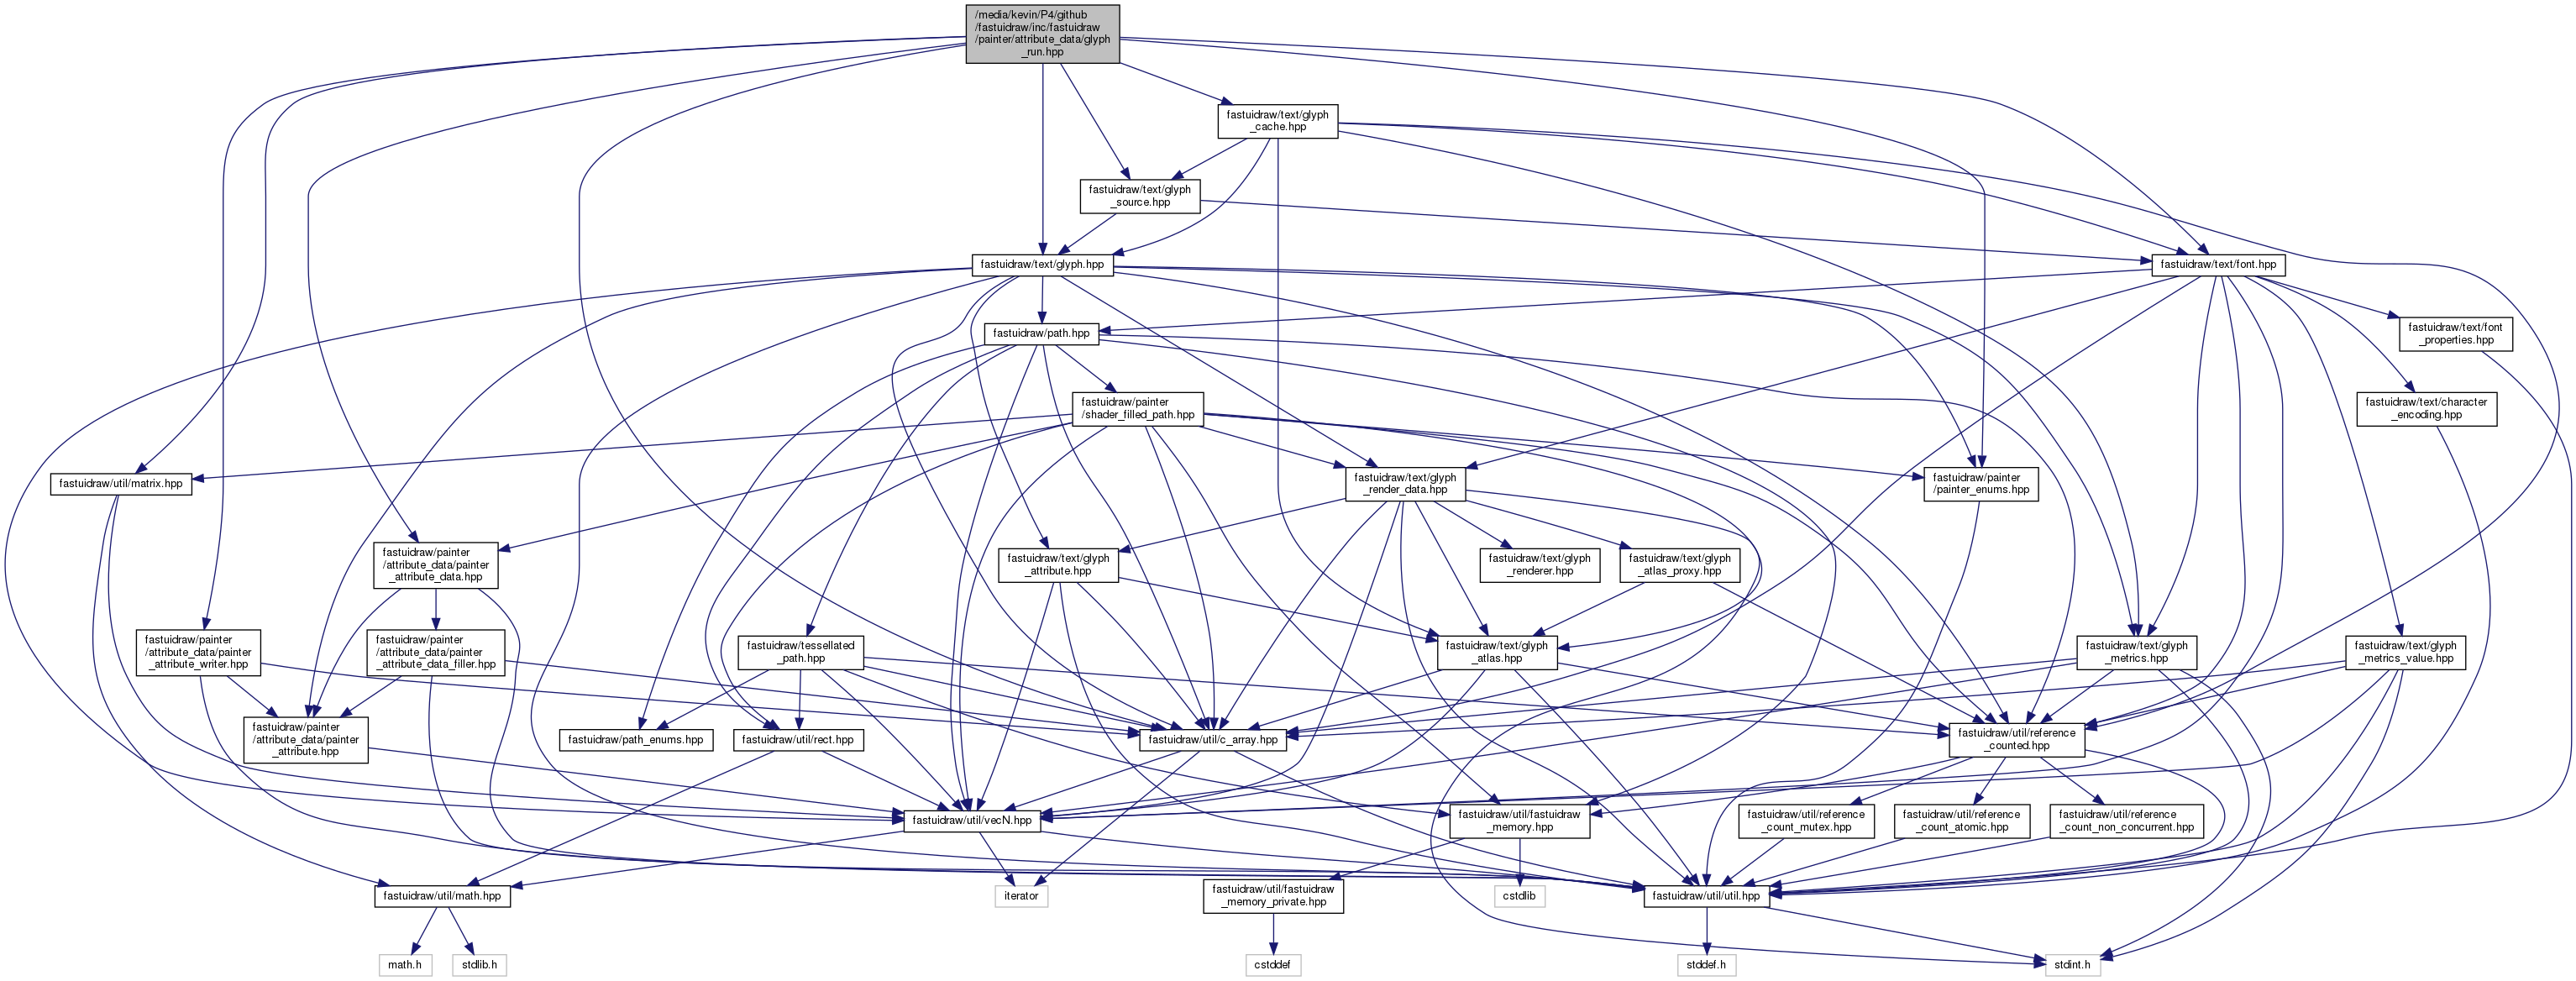 /media/kevin/P4/github
/fastuidraw/inc/fastuidraw
/painter/attribute_data/glyph
_run.hpp
fastuidraw/text/glyph
_cache.hpp
fastuidraw/text/glyph
_source.hpp
fastuidraw/text/glyph.hpp
fastuidraw/text/font.hpp
fastuidraw/path.hpp
fastuidraw/text/font
_properties.hpp
fastuidraw/painter
/shader_filled_path.hpp
fastuidraw/text/character
_encoding.hpp
fastuidraw/util/matrix.hpp
fastuidraw/text/glyph
_render_data.hpp
fastuidraw/painter
/painter_enums.hpp
fastuidraw/painter
/attribute_data/painter
_attribute_data.hpp
fastuidraw/text/glyph
_attribute.hpp
fastuidraw/text/glyph
_renderer.hpp
fastuidraw/text/glyph
_atlas_proxy.hpp
fastuidraw/painter
/attribute_data/painter
_attribute_writer.hpp
fastuidraw/painter
/attribute_data/painter
_attribute_data_filler.hpp
fastuidraw/tessellated
_path.hpp
fastuidraw/text/glyph
_atlas.hpp
fastuidraw/text/glyph
_metrics.hpp
fastuidraw/text/glyph
_metrics_value.hpp
fastuidraw/painter
/attribute_data/painter
_attribute.hpp
fastuidraw/path_enums.hpp
fastuidraw/util/rect.hpp
fastuidraw/util/c_array.hpp
fastuidraw/util/reference
_counted.hpp
fastuidraw/util/vecN.hpp
fastuidraw/util/fastuidraw
_memory.hpp
fastuidraw/util/reference
_count_mutex.hpp
fastuidraw/util/reference
_count_atomic.hpp
fastuidraw/util/reference
_count_non_concurrent.hpp
fastuidraw/util/math.hpp
iterator
fastuidraw/util/fastuidraw
_memory_private.hpp
cstdlib
fastuidraw/util/util.hpp
math.h
stdlib.h
cstddef
stddef.h
stdint.h